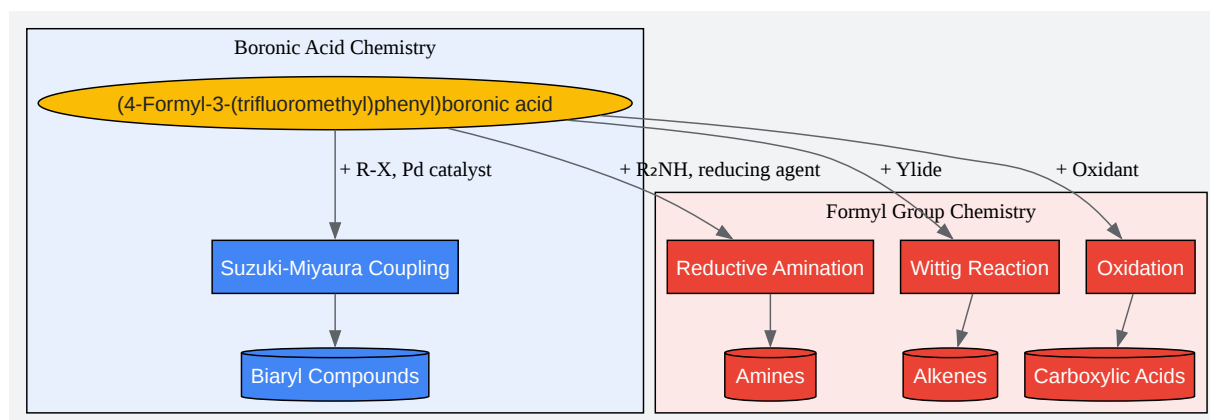 Boronic Acid Chemistry
(4-Formyl-3-(trifluoromethyl)phenyl)boronic acid
+ R-X, Pd catalyst
+ R₂NH, reducing agent
+ Ylide
+ Oxidant
Formyl Group Chemistry
Suzuki-Miyaura Coupling
Reductive Amination
Wittig Reaction
Oxidation
Biaryl Compounds
Amines
Alkenes
Carboxylic Acids